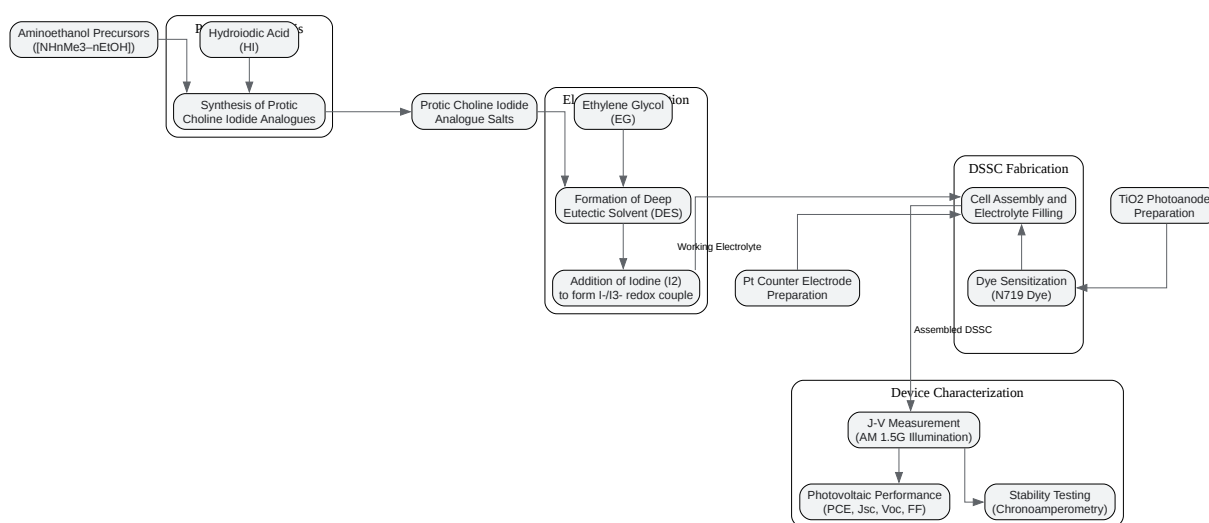 Aminoethanol Precursors
([NHnMe3–nEtOH])
Hydroiodic Acid
(HI)
Synthesis of Protic
Choline Iodide Analogues
Protic Choline Iodide
Analogue Salts
Ethylene Glycol
(EG)
Formation of Deep
Eutectic Solvent (DES)
Working Electrolyte
Addition of Iodine (I2)
to form I-/I3- redox couple
Pt Counter Electrode
Preparation
DSSC Fabrication
Cell Assembly and
Electrolyte Filling
TiO2 Photoanode
Preparation
Dye Sensitization
(N719 Dye)
Assembled DSSC
Device Characterization
J-V Measurement
(AM 1.5G Illumination)
Photovoltaic Performance
(PCE, Jsc, Voc, FF)
Stability Testing
(Chronoamperometry)